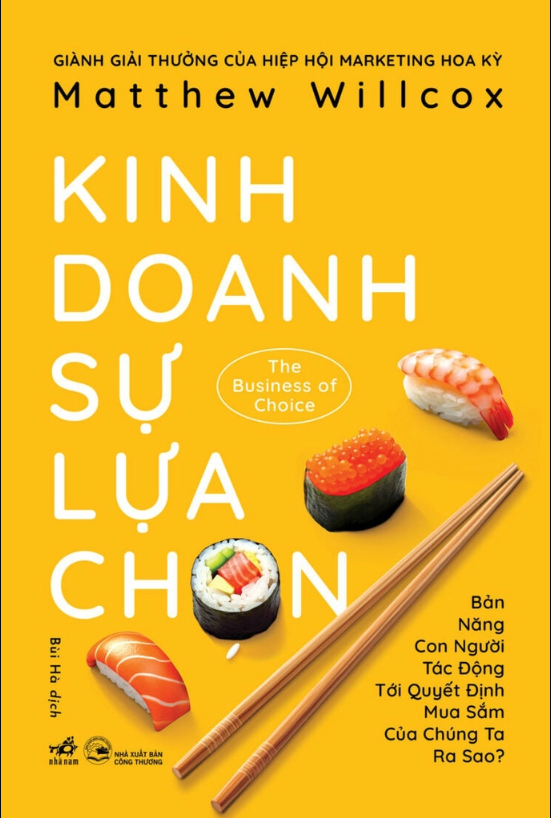 GIÀNH GIẢI THƯỞNG CỦA HIỆP HỘI MARKETING HOA KỲ
Matthew Willcox
KINH
DOANH
SỰ
The
Business of
Choice
LỰA
CHỌN
Bản
Năng
Con Người
Tác Động
Tới Quyết Định
Mua Sắm
Của Chúng Ta
Ra Sao?
Bùi Hà dịch
nhã nam
NHÀ XUẤT BẢN
CÔNG THƯƠNG